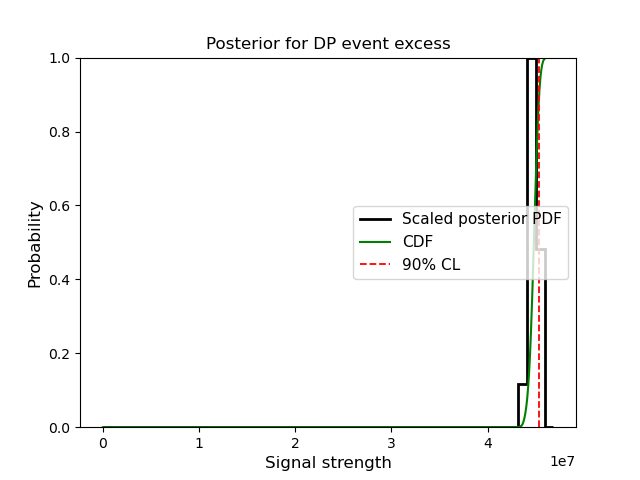 Posterior for DP event excess
1.0
0.8
0.6
0.4
0.2
0.0
Probability
Scaled posterior PDF
CDF
90% CL
0 1 2 3 4
1e7
Signal strength